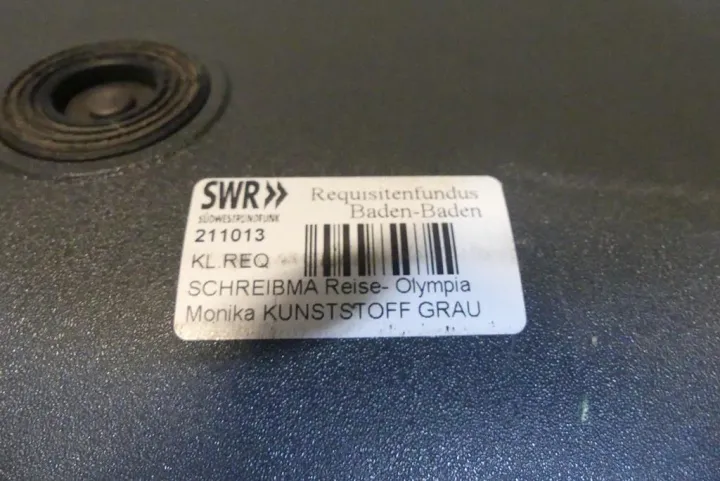 SWR»
SÜDWESTRUNDFUNK
Requisitenfundus
Baden-Baden
211013
KL.REQ
SCHREIBMA Reise- Olympia
Monika KUNSTSTOFF GRAU